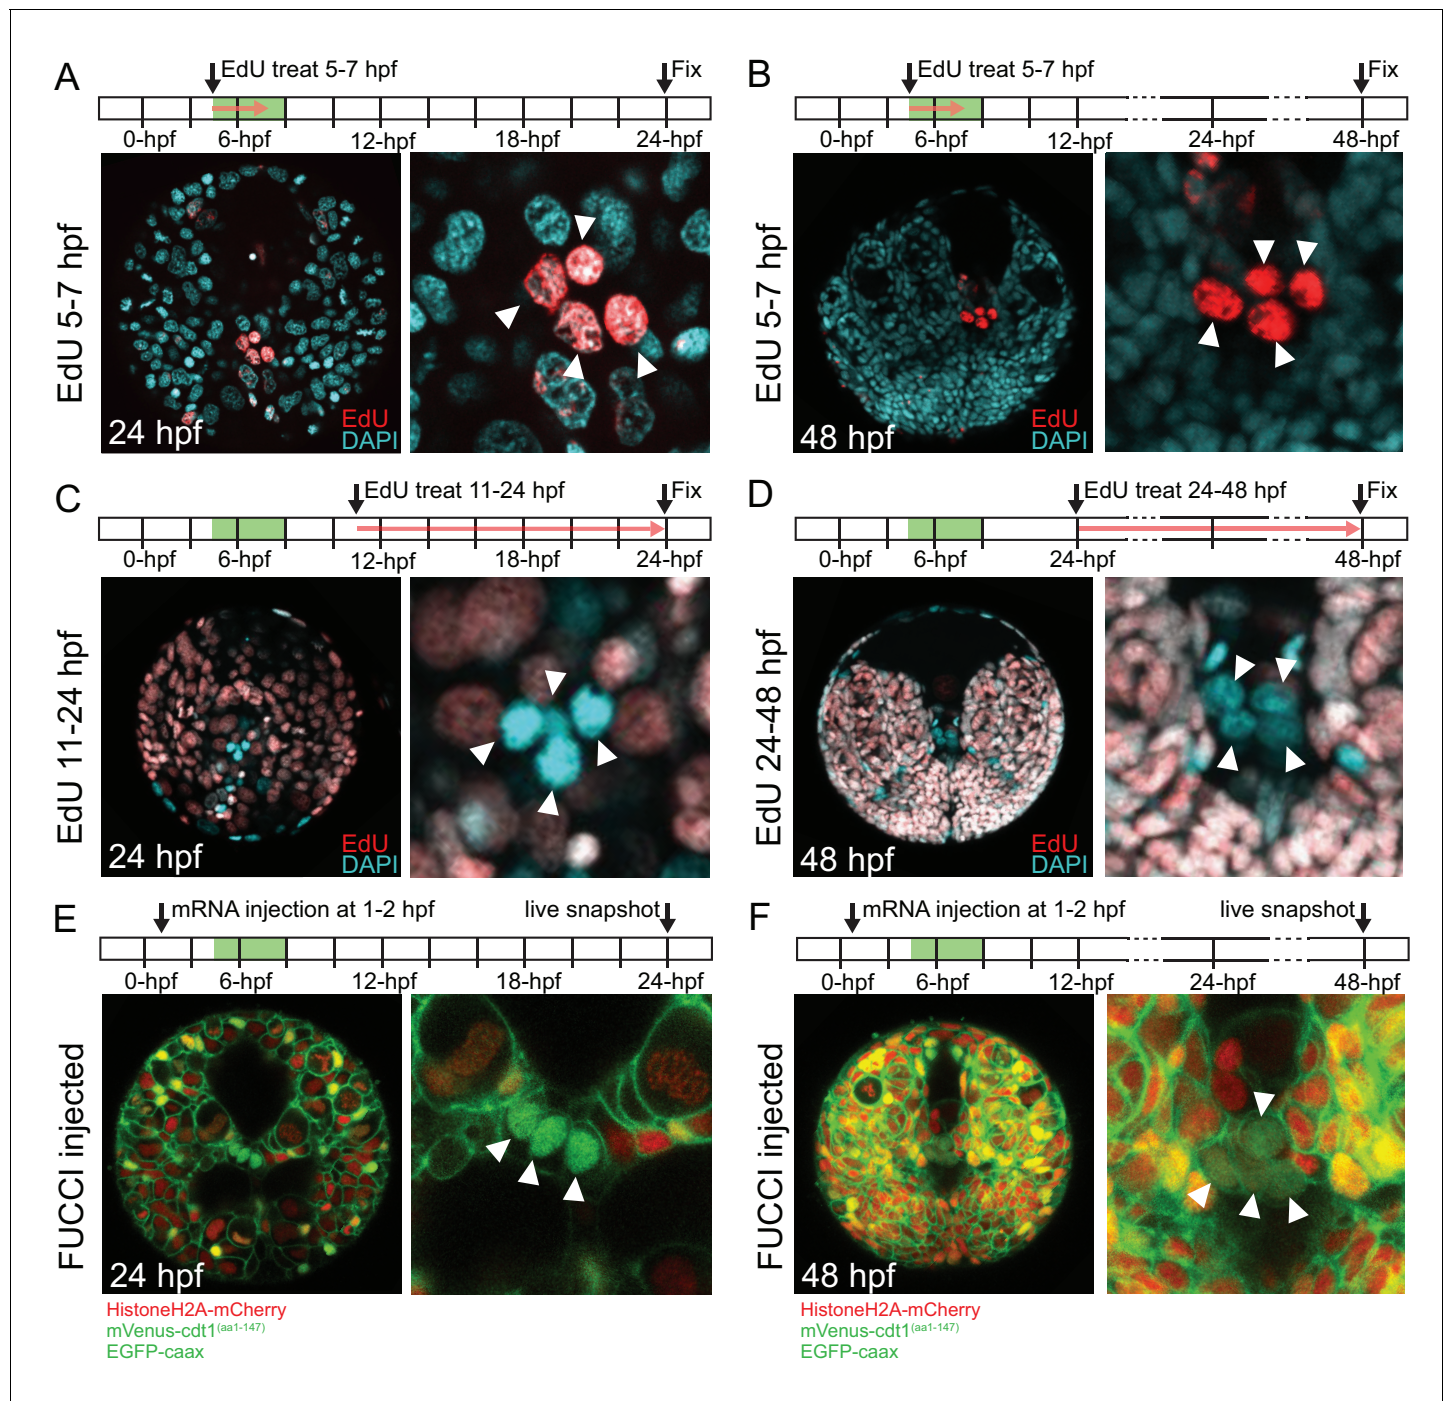 A
EdU treat 5-7 hpf
Fix
0-hpf 6-hpf 12-hpf 18-hpf 24-hpf
EdU 5-7 hpf
24 hpf
EdU
DAPI
B
EdU treat 5-7 hpf
Fix
0-hpf 6-hpf 12-hpf 24-hpf 48-hpf
EdU 5-7 hpf
48 hpf
EdU
DAPI
C
EdU treat 11-24 hpf
Fix
0-hpf 6-hpf 12-hpf 18-hpf 24-hpf
EdU 11-24 hpf
24 hpf
EdU
DAPI
D
EdU treat 24-48 hpf
Fix
0-hpf 6-hpf 24-hpf 48-hpf
EdU 24-48 hpf
48 hpf
EdU
DAPI
E
mRNA injection at 1-2 hpf
live snapshot
0-hpf 6-hpf 12-hpf 18-hpf 24-hpf
FUCCI injected
24 hpf
HistoneH2A-mCherry
mVenus-cdt1(aa1-147)
EGFP-caax
F
mRNA injection at 1-2 hpf
live snapshot
0-hpf 6-hpf 12-hpf 24-hpf 48-hpf
FUCCI injected
48 hpf
HistoneH2A-mCherry
mVenus-cdt1(aa1-147)
EGFP-caax